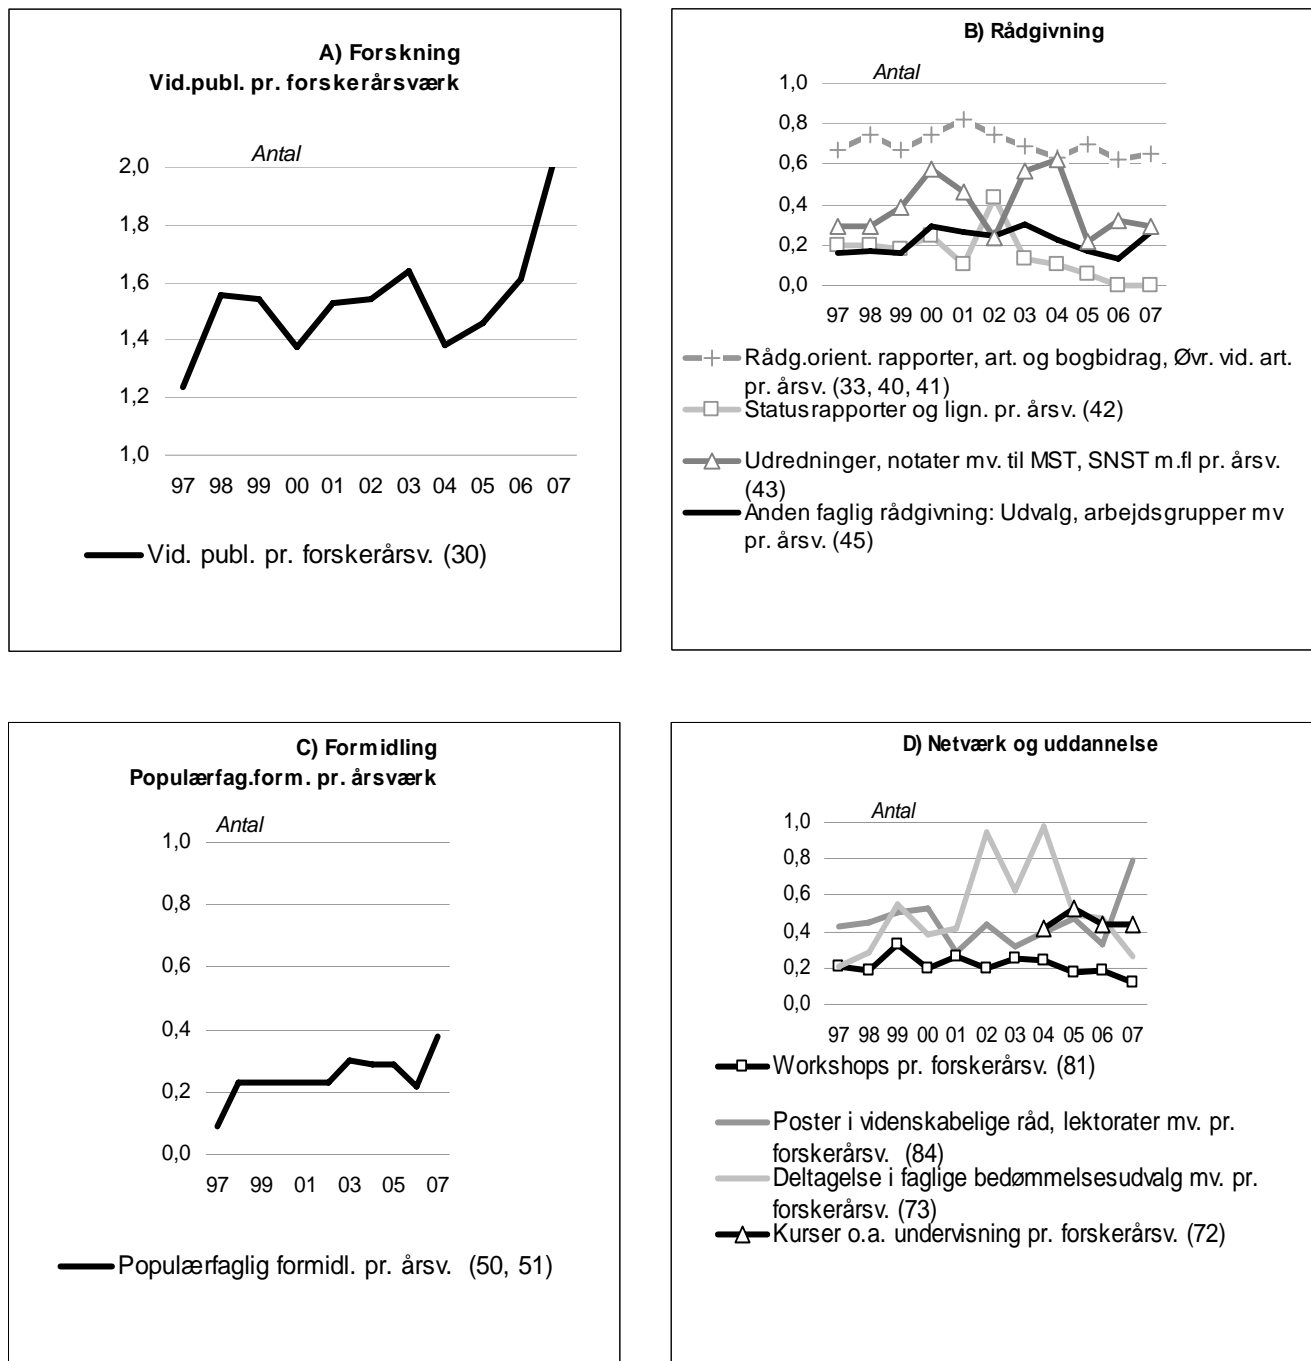 A) Forskning
Vid.publ. pr. forskerårsværk
Antal
2,0
1,8
1,6
1,4
1,2
1,0
97 98 99 00 01 02 03 04 05 06 07
Vid. publ. pr. forskerårsv. (30)
B) Rådgivning
Antal
1,0
0,8
0,6
0,4
0,2
0,0
97 98 99 00 01 02 03 04 05 06 07
Rådg.orient. rapporter, art. og bogbidrag, Øvr. vid. art.
pr. årsv. (33, 40, 41)
Statusrapporter og lign. pr. årsv. (42)
Udredninger, notater mv. til MST, SNST m.fl pr. årsv.
(43)
Anden faglig rådgivning: Udvalg, arbejdsgrupper mv
pr. årsv. (45)
C) Formidling
Populærfag.form. pr. årsværk
Antal
1,0
0,8
0,6
0,4
0,2
0,0
97 99 01 03 05 07
Populærfaglig formidl. pr. årsv. (50, 51)
D) Netværk og uddannelse
Antal
1,0
0,8
0,6
0,4
0,2
0,0
97 98 99 00 01 02 03 04 05 06 07
Workshops pr. forskerårsv. (81)
Poster i videnskabelige råd, lektorater mv. pr.
forskerårsv. (84)
Deltagelse i faglige bedømmelsesudvalg mv. pr.
forskerårsv. (73)
Kurser o.a. undervisning pr. forskerårsv. (72)